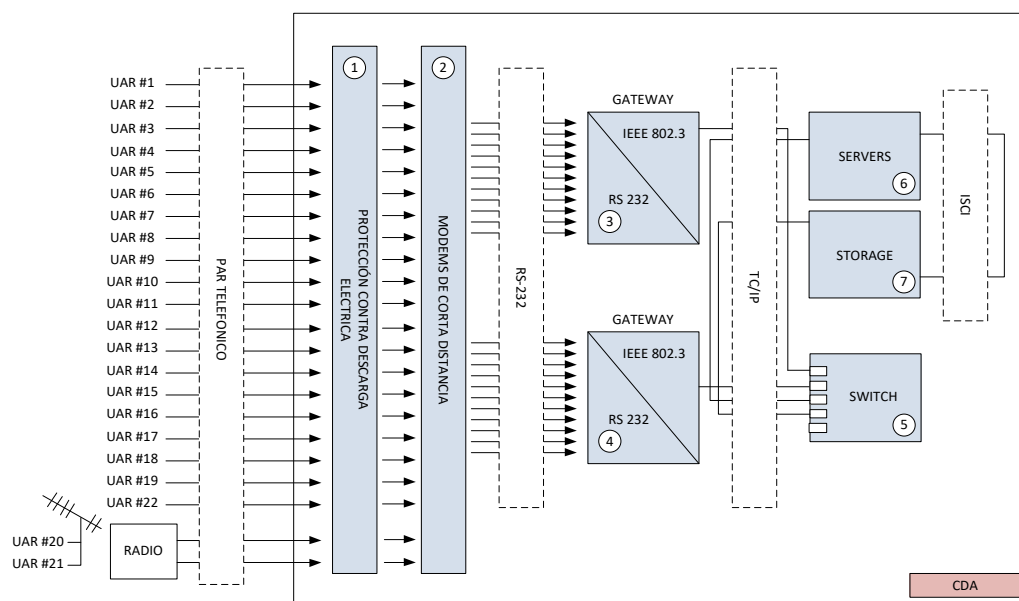 UAR #1
UAR #2
UAR #3
UAR #4
UAR #5
UAR #6
UAR #7
UAR #8
UAR #9
UAR #10
UAR #11
UAR #12
UAR #13
UAR #14
UAR #15
UAR #16
UAR #17
UAR #18
UAR #19
UAR #22
UAR #20
UAR #21
RADIO
PAR TELEFONICO
1
PROTECCIÓN CONTRA DESCARGA
ELECTRICA
2
MODEMS DE CORTA DISTANCIA
RS-232
GATEWAY
IEEE 802.3
RS 232
3
GATEWAY
IEEE 802.3
RS 232
4
TC/IP
SERVERS
6
STORAGE
7
SWITCH
5
ISCI
CDA